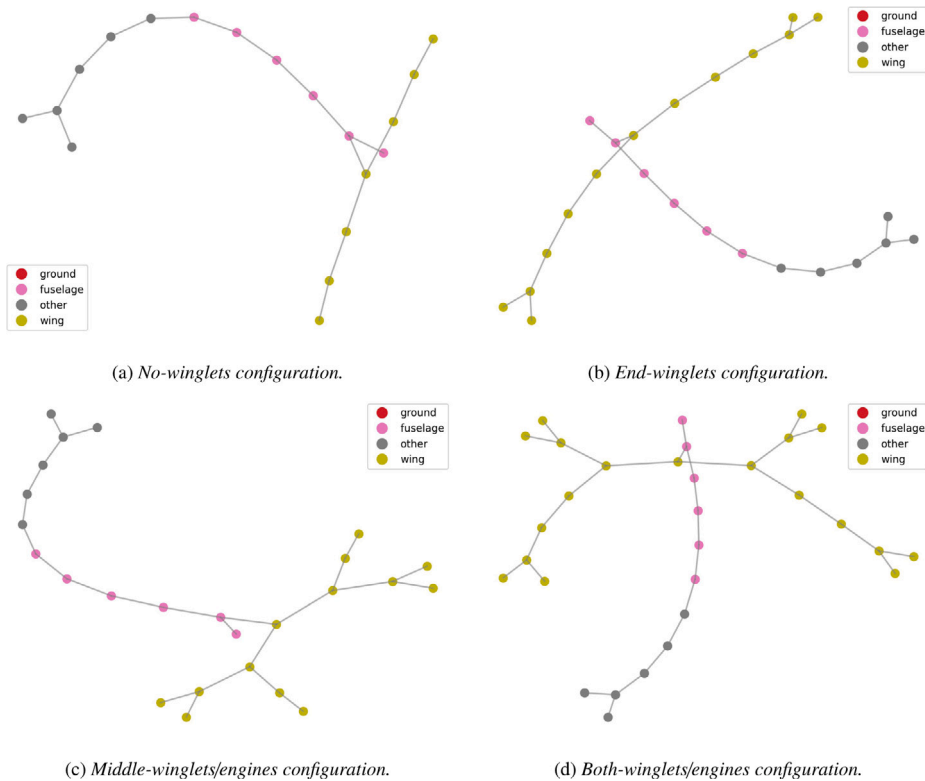 ground
fuselage
other
wing
(a) No-winglets configuration.
ground
fuselage
other
wing
(b) End-winglets configuration.
ground
fuselage
other
wing
(c) Middle-winglets/engines configuration.
ground
fuselage
other
wing
(d) Both-winglets/engines configuration.